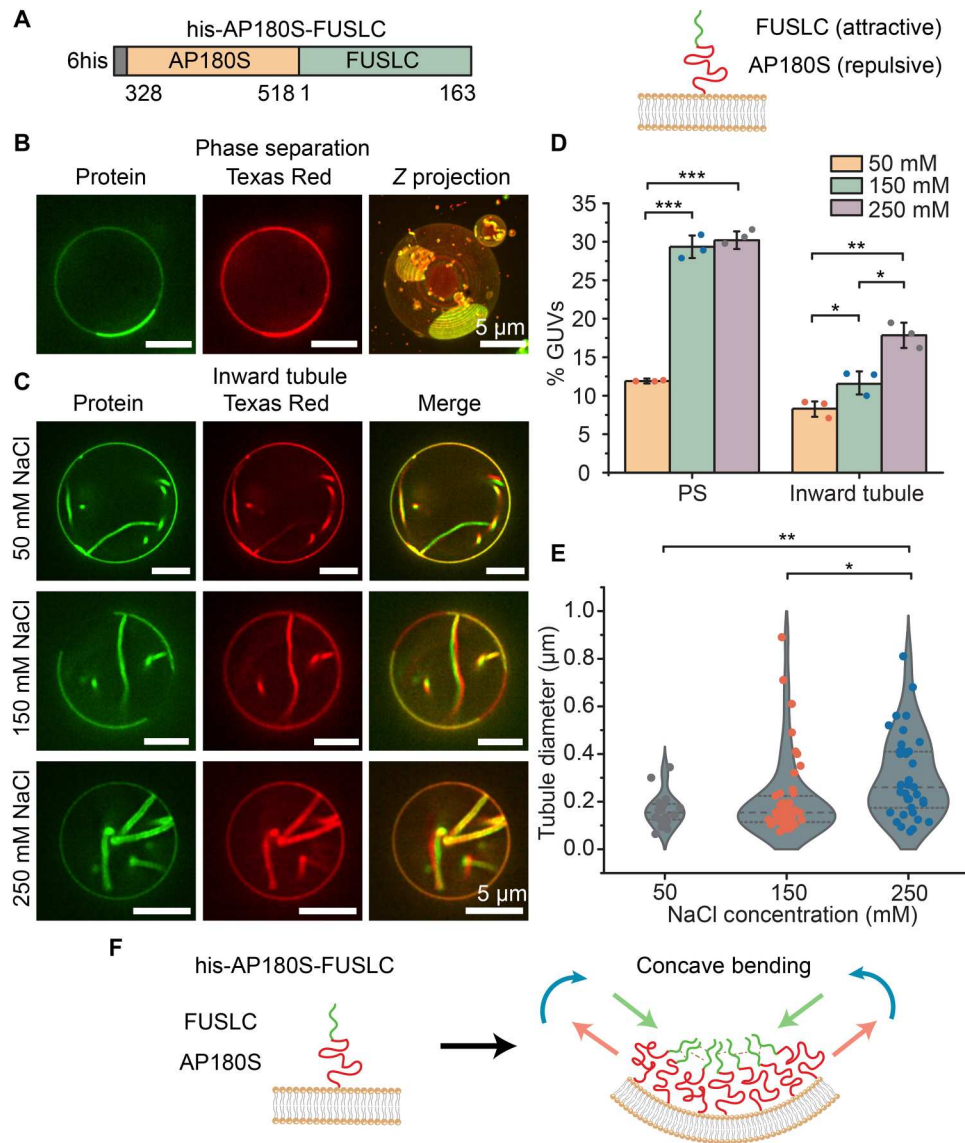 A
his-AP180S-FUSLC
6his
AP180S
FUSLC
328
518
1
163
FUSLC (attractive)
AP180S (repulsive)
B
Phase separation
Protein
Texas Red
Z projection
5 µm
C
Inward tubule
Protein
Texas Red
Merge
50 mM NaCl
150 mM NaCl
250 mM NaCl
5 µm
D
50 mM
150 mM
250 mM
***
***
**
*
*
% GUVs
35
30
25
20
15
10
5
0
PS
Inward tubule
E
**
*
Tubule diameter (µm)
1.0
0.8
0.6
0.4
0.2
0.0
50
150
250
NaCl concentration (mM)
F
his-AP180S-FUSLC
FUSLC
AP180S
Concave bending